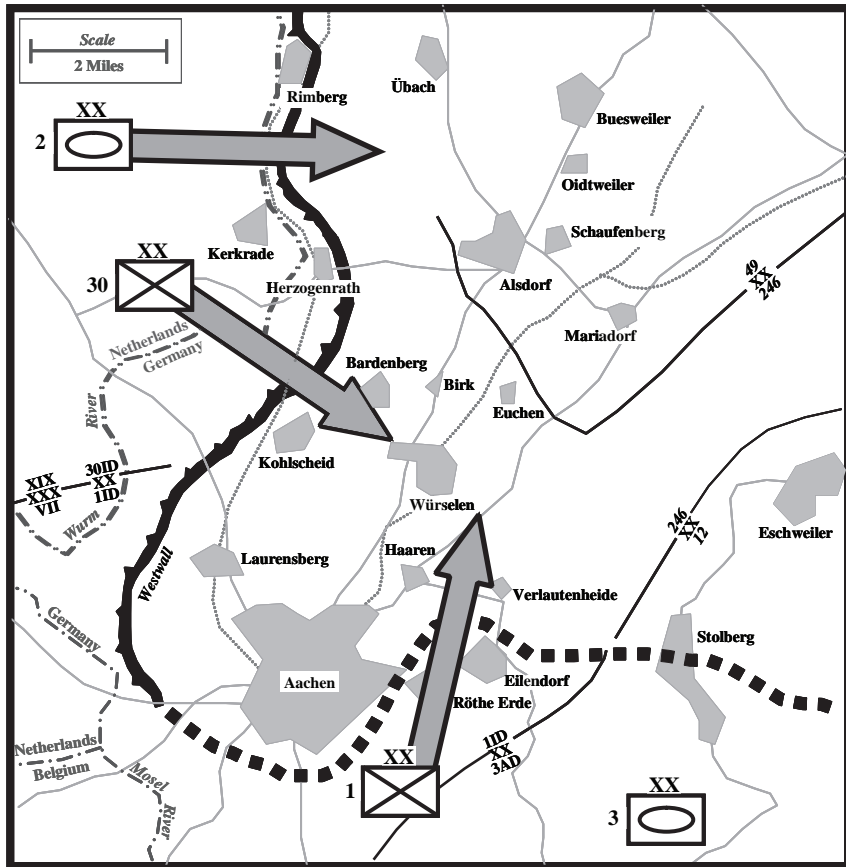 Scale
2 Miles
Rimberg
Übach
Buesweiler
XX
2
Oidtweiler
Schaufenberg
Kerkrade
XX
30
Herzogenrath
Alsdorf
49
XX
246
Mariadorf
Netherlands
Germany
Bardenberg
Birk
Euchen
River
Kohlscheid
XIX
XXX
VII
30ID
XX
1ID
Würselen
Wurm
246
XX
12
Eschweiler
Haaren
Laurensberg
Westwall
Verlautenheide
Germany
Stolberg
Aachen
Eilendorf
Röthe Erde
Netherlands
Belgium
1ID
XX
3AD
XX
1
Mosel
River
XX
3